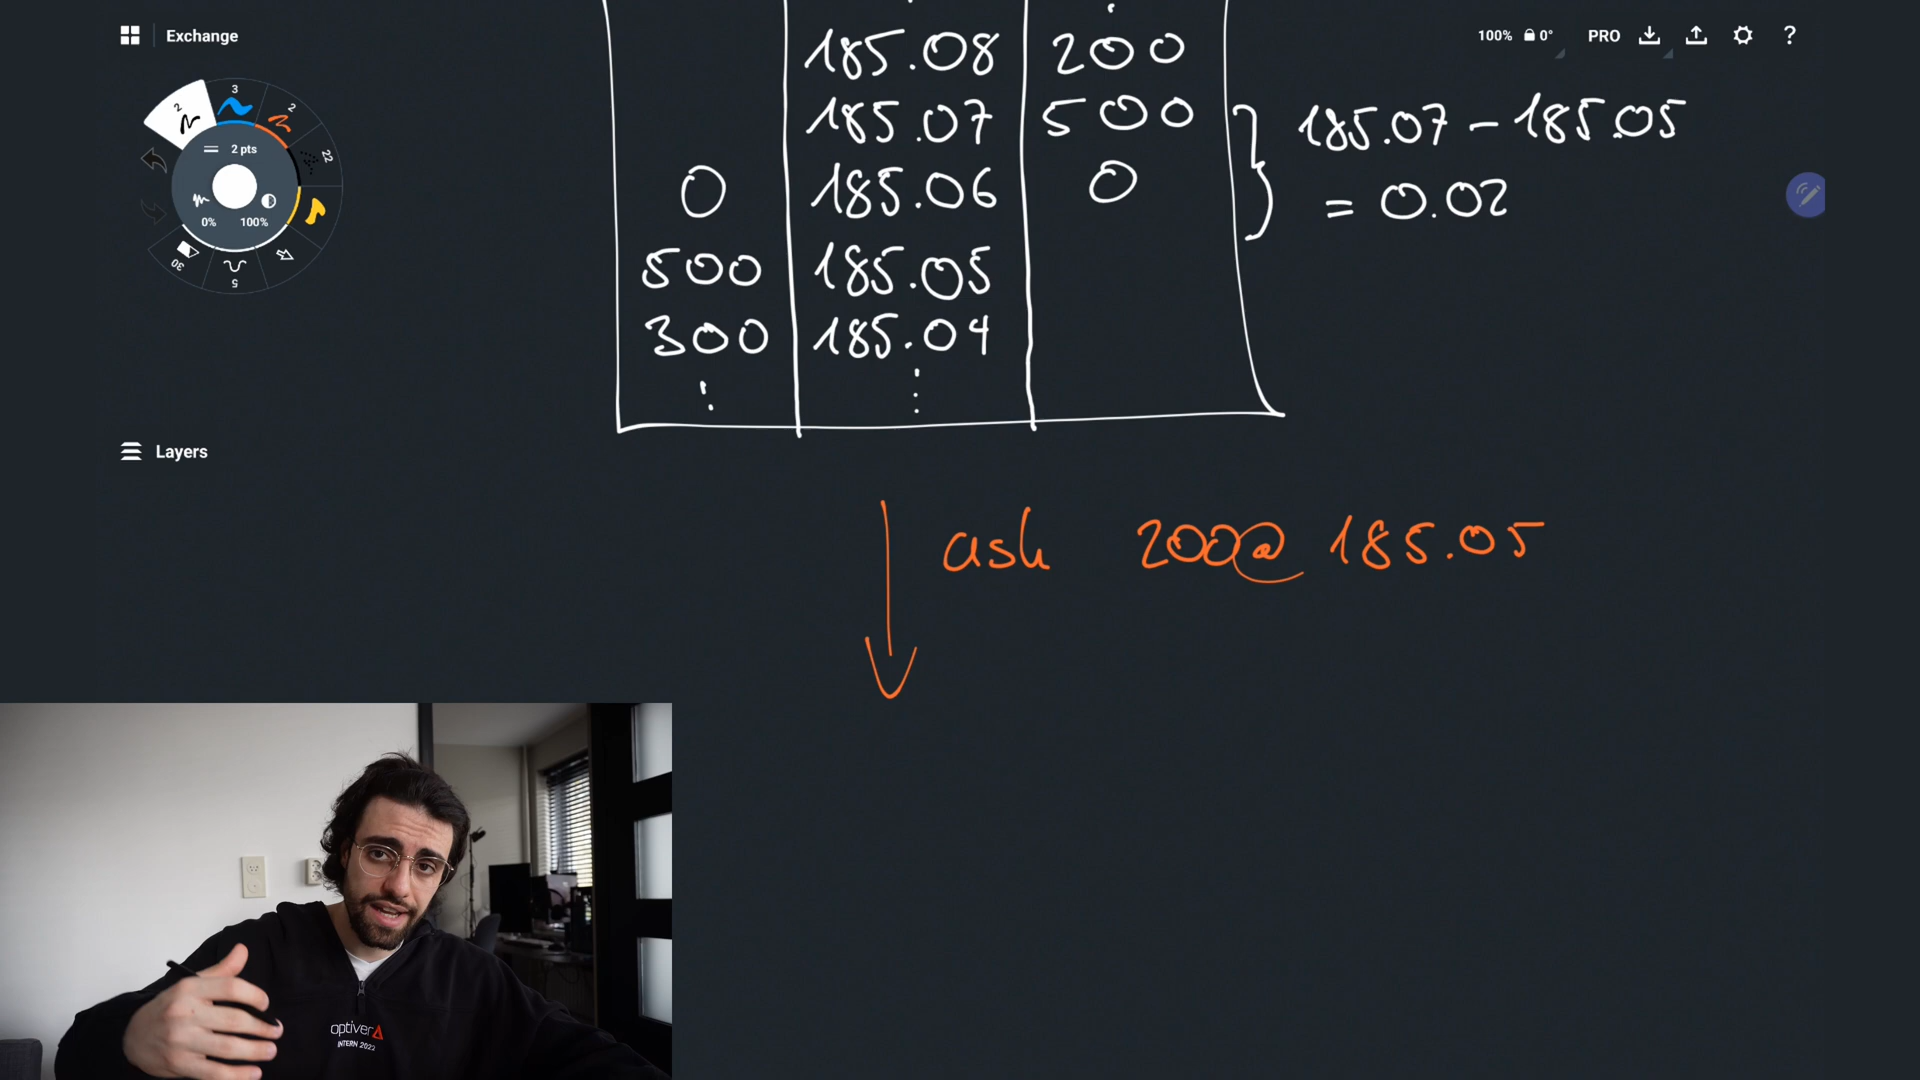 Exchange
100% 0° PRO ?
2 3 2 22
2 pts
0% 100%
30 5
185.08 200
185.07 500
0 185.06 0
500 185.05
300 185.04
} 185.07 - 185.05
= 0.02
Layers
ask 200@ 185.05
optiver
INTERN 2022